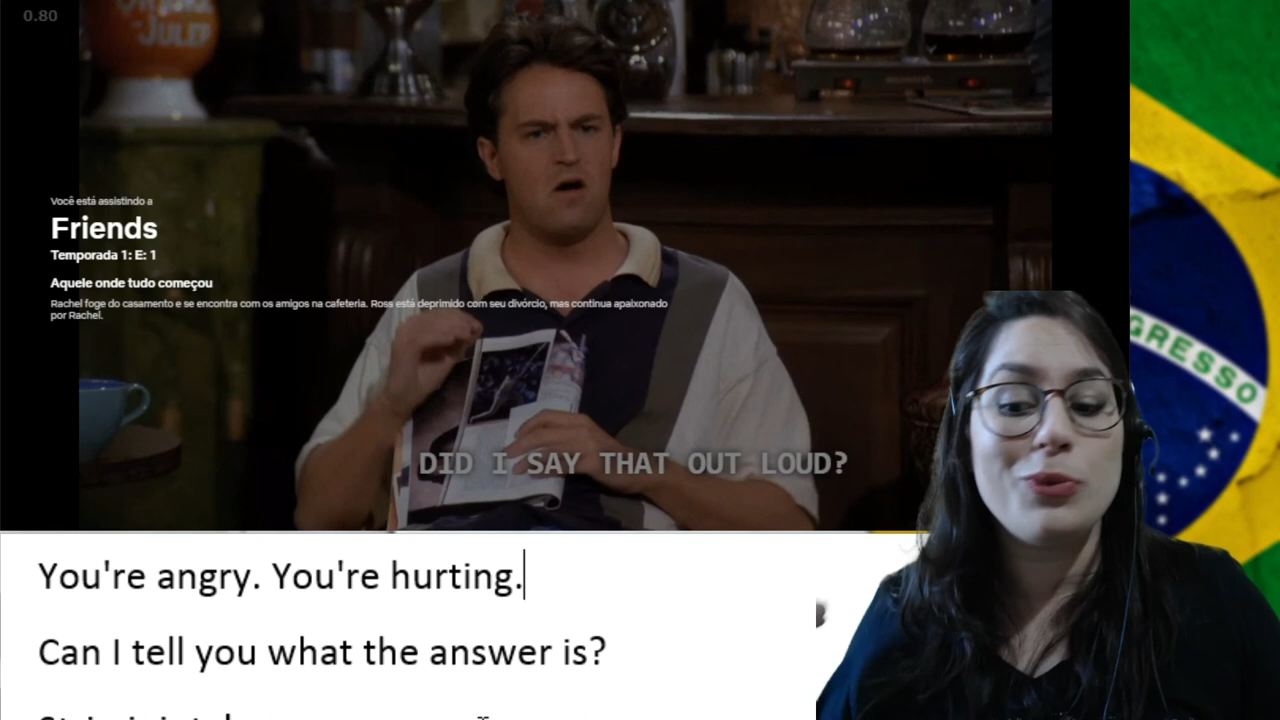 0.80
JULEP
Você está assistindo a
Friends
Temporada 1: E: 1
Aquele onde tudo começou
Rachel foge do casamento e se encontra com os amigos na cafeteria. Ross está deprimido com seu divórcio, mas continua apaixonado
por Rachel.
GRESSO
DID I SAY THAT OUT LOUD?
You're angry. You're hurting.
Can I tell you what the answer is?